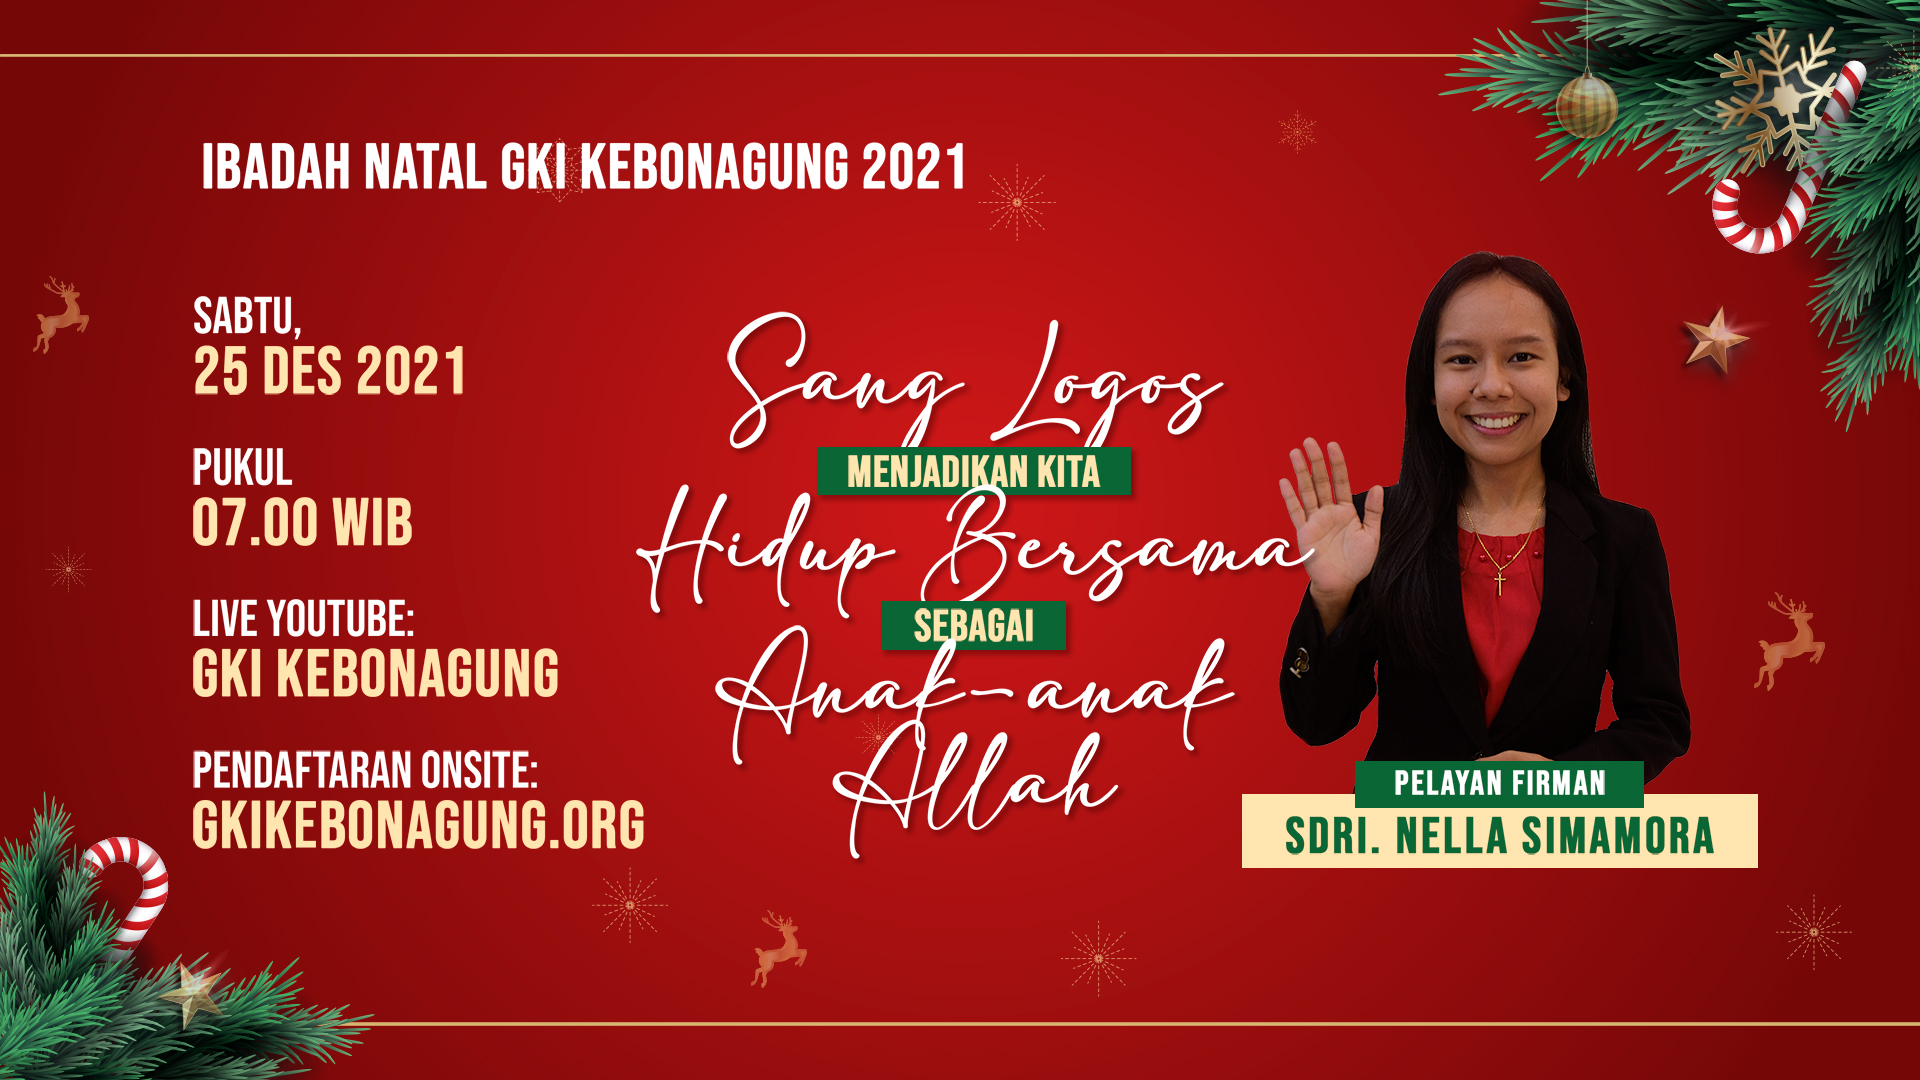 IBADAH NATAL GKI KEBONAGUNG 2021
SABTU,
25 DES 2021
PUKUL
07.00 WIB
LIVE YOUTUBE:
GKI KEBONAGUNG
PENDAFTARAN ONSITE:
GKIKEBONAGUNG.ORG
Sang Logos
MENJADIKAN KITA
Hidup Bersama
SEBAGAI
Anak-anak
Allah
PELAYAN FIRMAN
SDRI. NELLA SIMAMORA